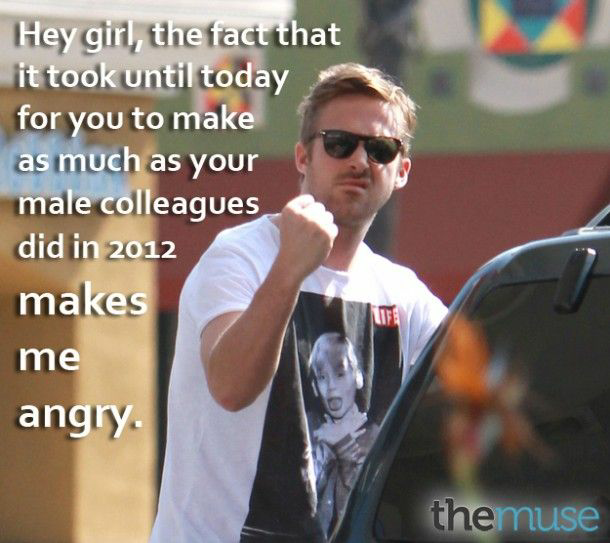 Hey girl, the fact that
it took until today
for you to make
as much as your
male colleagues
did in 2012
makes
me
angry.
LIFE
themuse